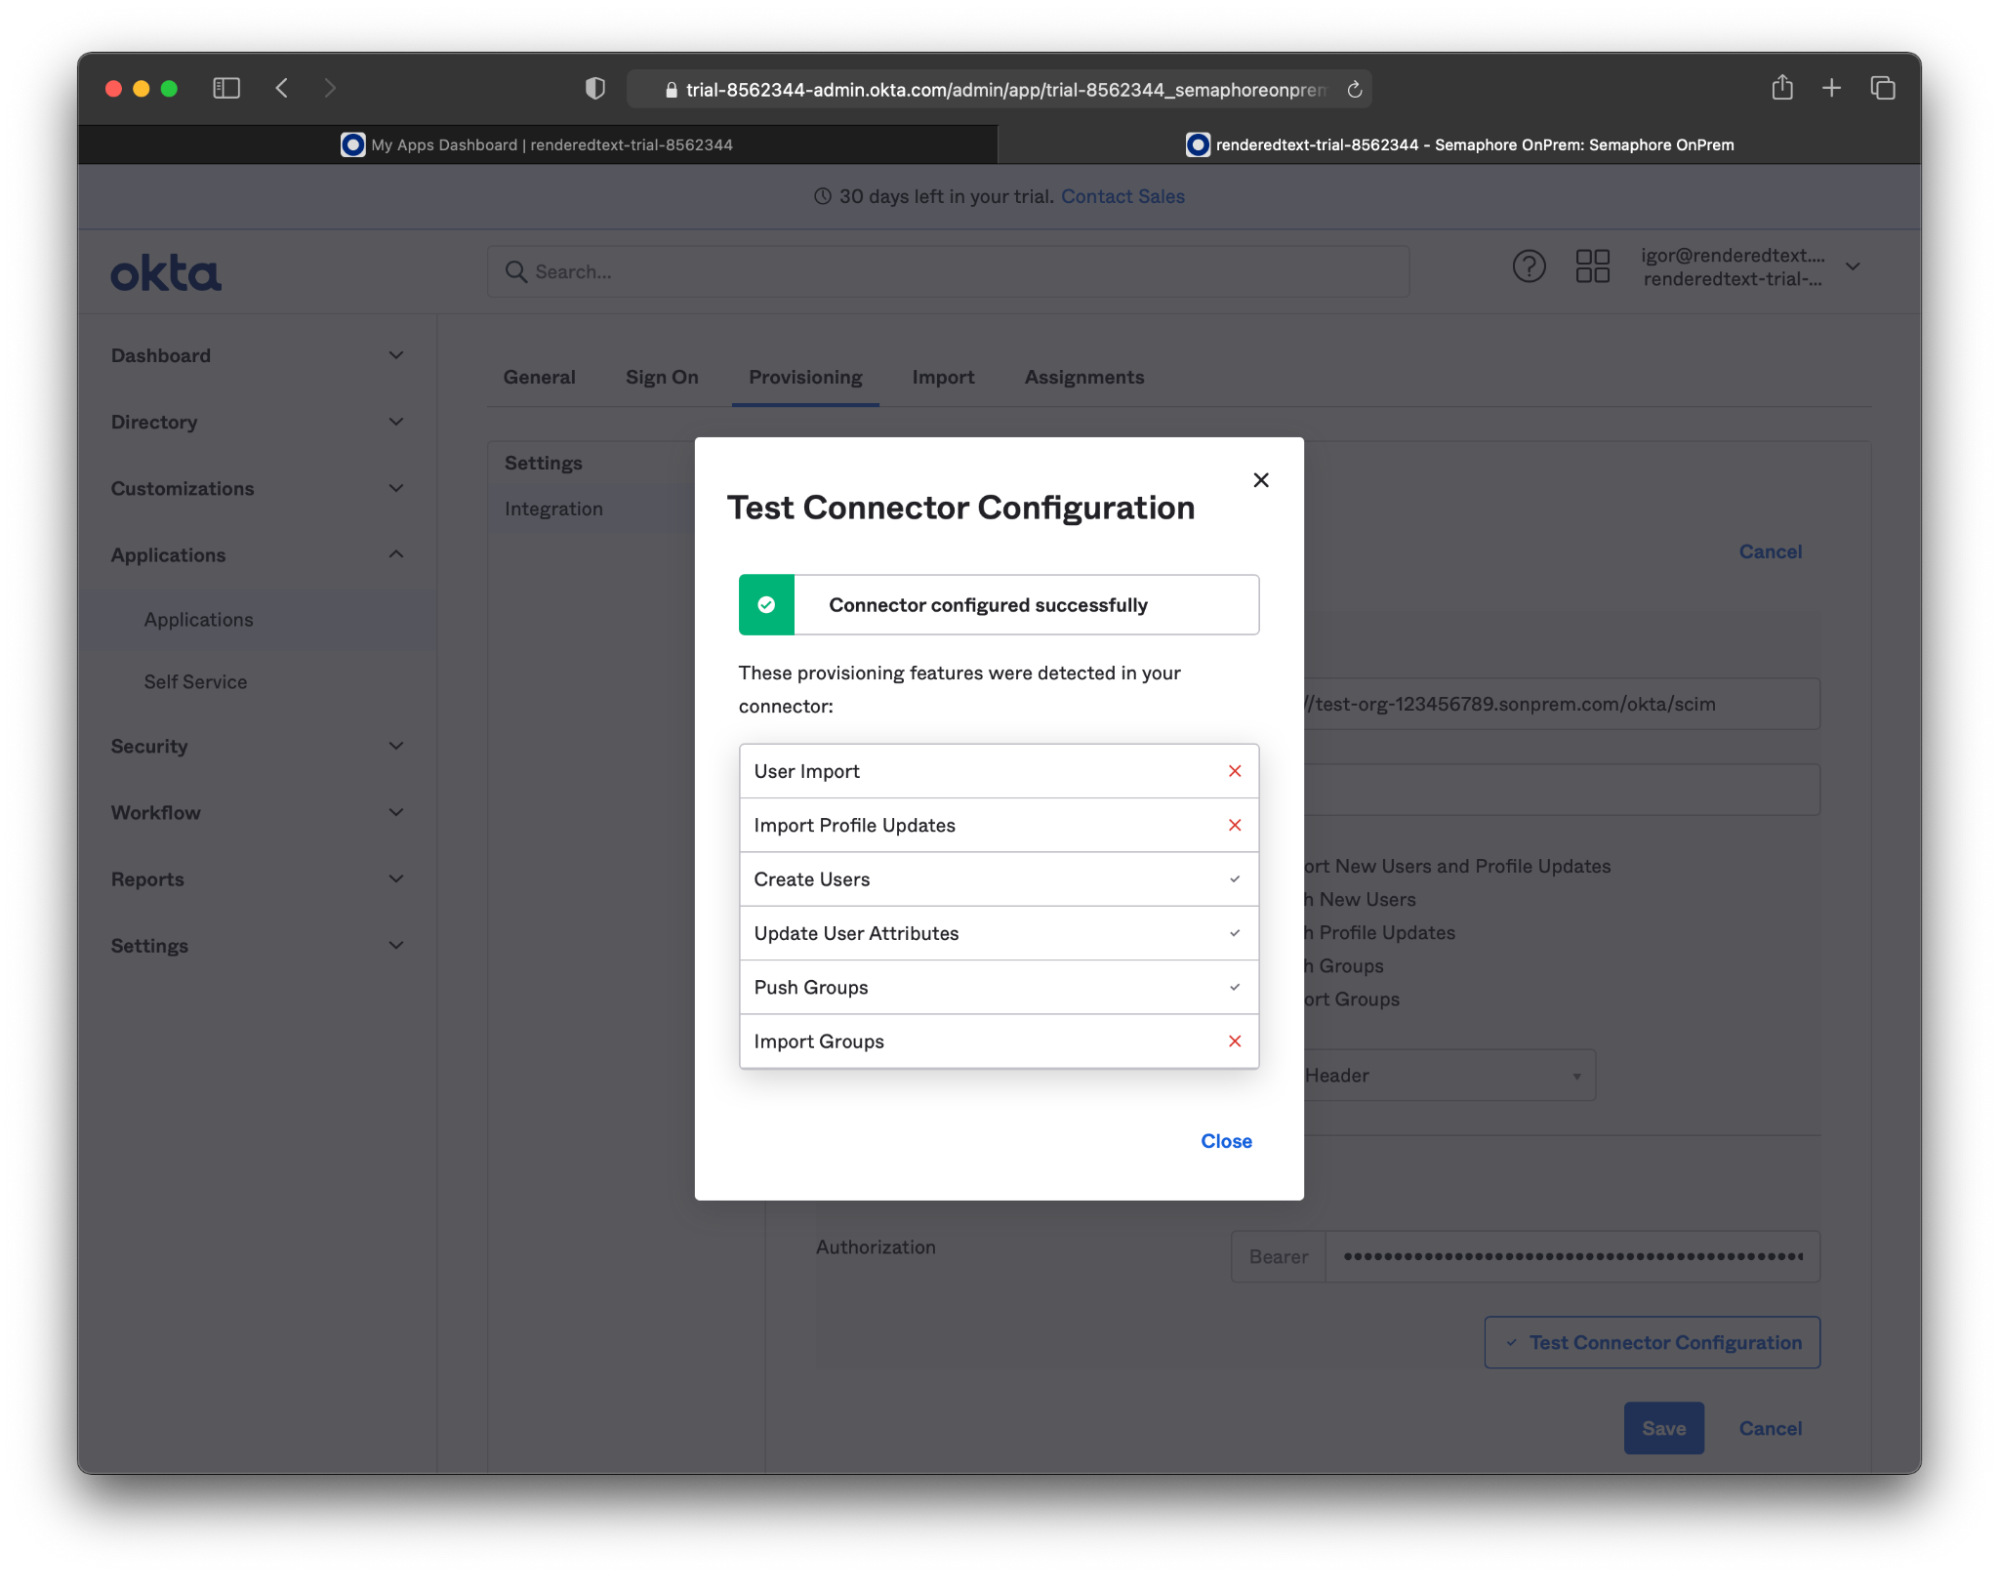 trial-8562344-admin.okta.com/admin/app/trial-8562344_semaphoreonprem
My Apps Dashboard | renderedtext-trial-8562344
renderedtext-trial-8562344 - Semaphore OnPrem: Semaphore OnPrem
30 days left in your trial. Contact Sales
okta
Search...
igor@renderedtext....
renderedtext-trial-...
Dashboard
Directory
Customizations
Applications
Applications
Self Service
Security
Workflow
Reports
Settings
General Sign On Provisioning Import Assignments
Settings
Integration
Cancel
Test Connector Configuration
Connector configured successfully
These provisioning features were detected in your
connector:
User Import
Import Profile Updates
Create Users
Update User Attributes
Push Groups
Import Groups
Close
//test-org-123456789.sonprem.com/okta/scim
ort New Users and Profile Updates
h New Users
h Profile Updates
h Groups
ort Groups
Header
Authorization
Bearer
Test Connector Configuration
Save Cancel